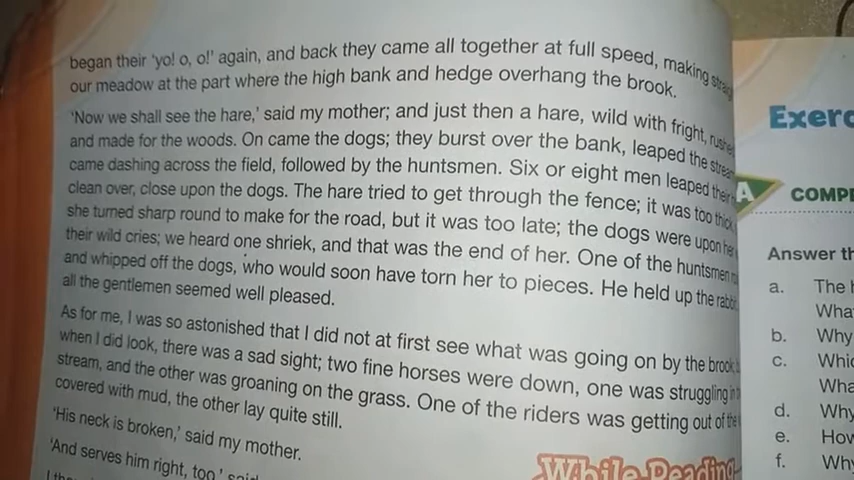 began their 'yo! o, o!' again, and back they came all together at full speed, making
our meadow at the part where the high bank and hedge overhang the brook.
'Now we shall see the hare,' said my mother; and just then a hare, wild with fright, rushed
and made for the woods. On came the dogs; they burst over the bank, leaped the
came dashing across the field, followed by the huntsmen. Six or eight men leaped their
clean over, close upon the dogs. The hare tried to get through the fence; it was too thick,
she turned sharp round to make for the road, but it was too late; the dogs were upon her
their wild cries; we heard one shriek, and that was the end of her. One of the huntsmen
and whipped off the dogs, who would soon have torn her to pieces. He held up the
all the gentlemen seemed well pleased.
As for me, I was so astonished that I did not at first see what was going on by the brook;
when I did look, there was a sad sight; two fine horses were down, one was struggling
stream, and the other was groaning on the grass. One of the riders was getting out of the
covered with mud, the other lay quite still.
'His neck is broken,' said my mother.
'And serves him right, too,'
While-Reading
A
Answer
a. The
b. Why
c.
d. Why
e. How
f. Why